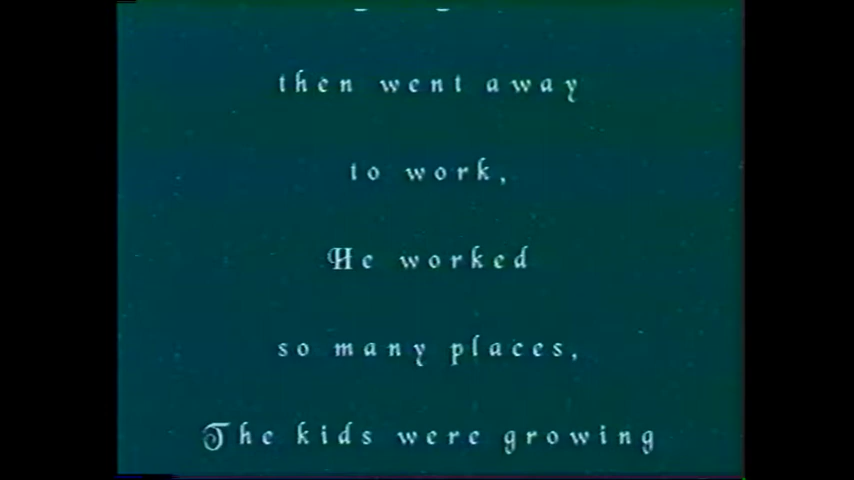 then went away
to work,
He worked
so many places,
The kids were growing